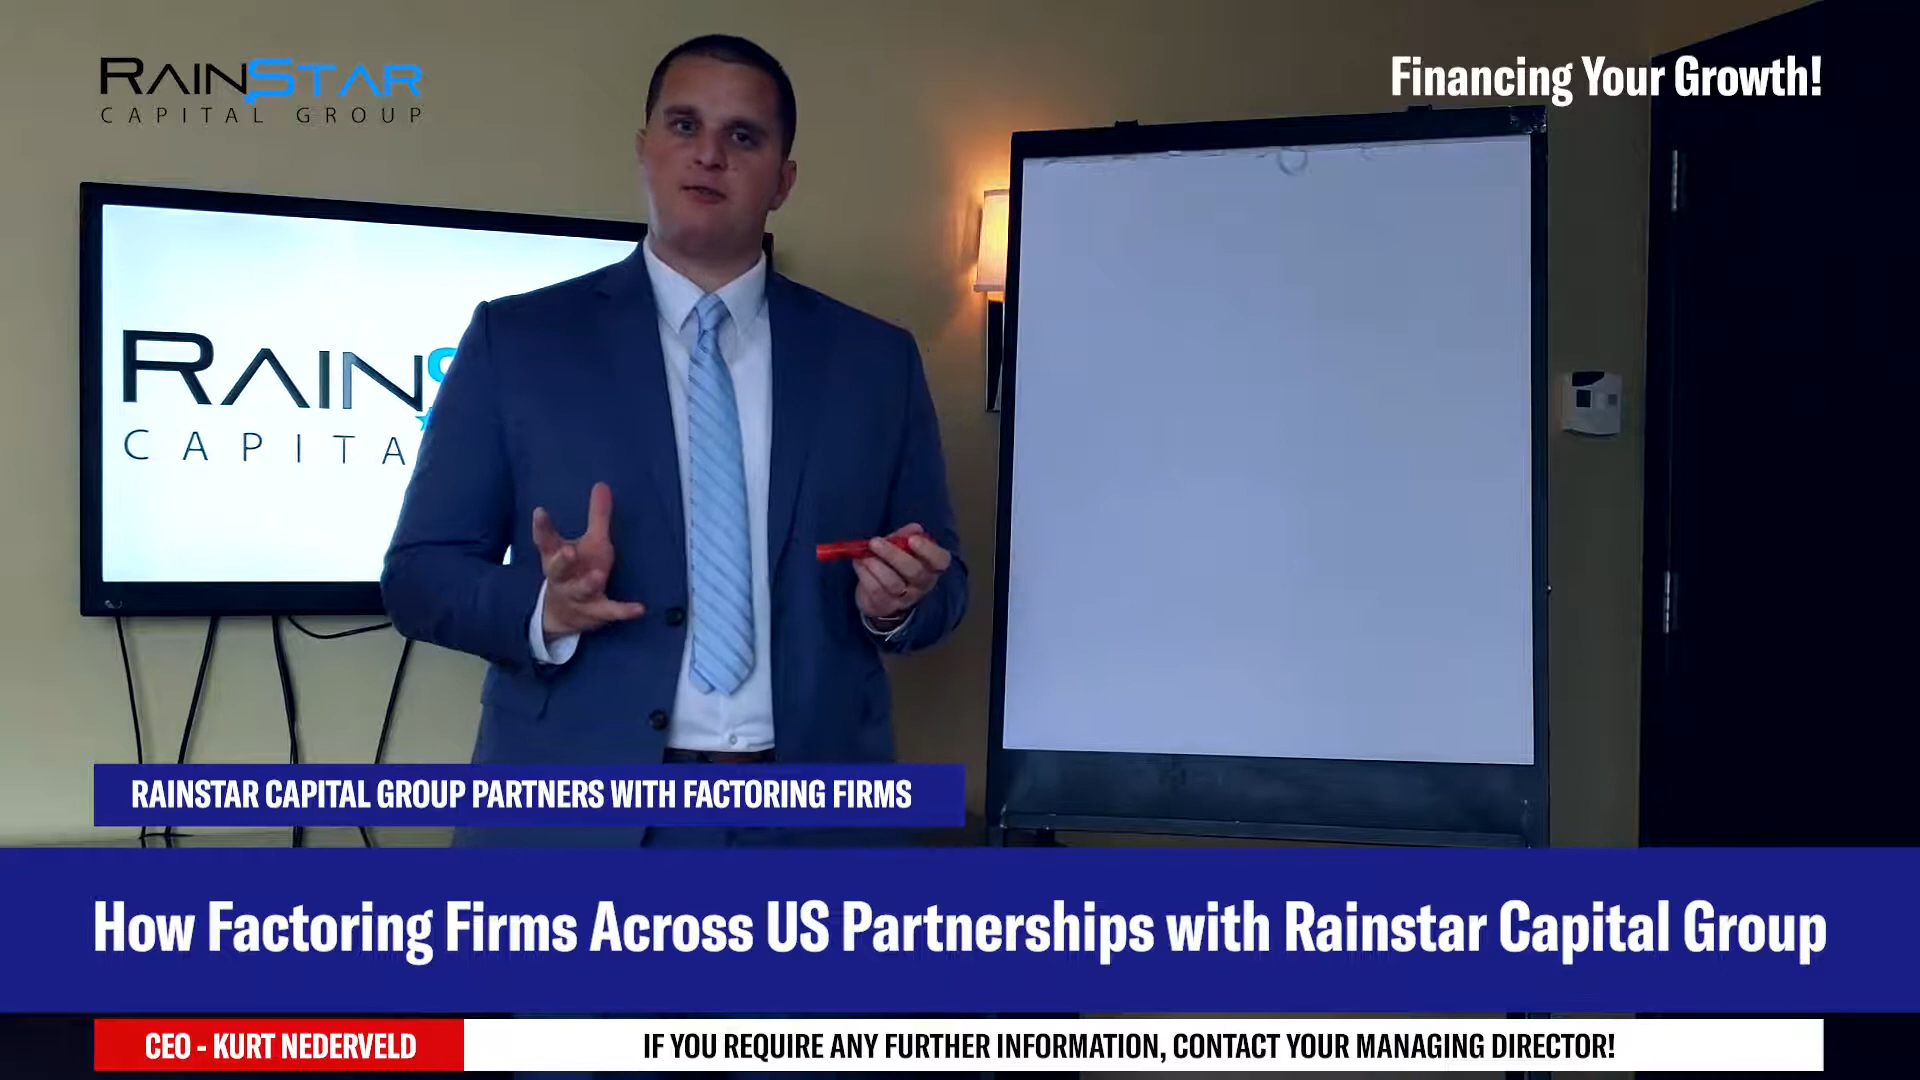 RAINSTAR
CAPITAL GROUP
Financing Your Growth!
RAINS
CAPITA
RAINSTAR CAPITAL GROUP PARTNERS WITH FACTORING FIRMS
How Factoring Firms Across US Partnerships with Rainstar Capital Group
CEO - KURT NEDERVELD
IF YOU REQUIRE ANY FURTHER INFORMATION, CONTACT YOUR MANAGING DIRECTOR!